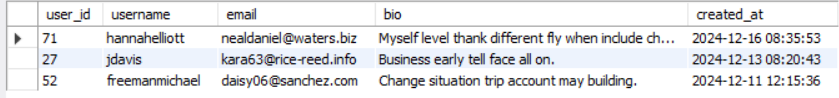 user_id username email bio created_at
71 hannahelliott nealdaniel@waters.biz Myself level thank different fly when include ch... 2024-12-16 08:35:53
27 jdavis kara63@rice-reed.info Business early tell face all on. 2024-12-13 08:20:43
52 freemanmichael daisy06@sanchez.com Change situation trip account may building. 2024-12-11 12:15:36